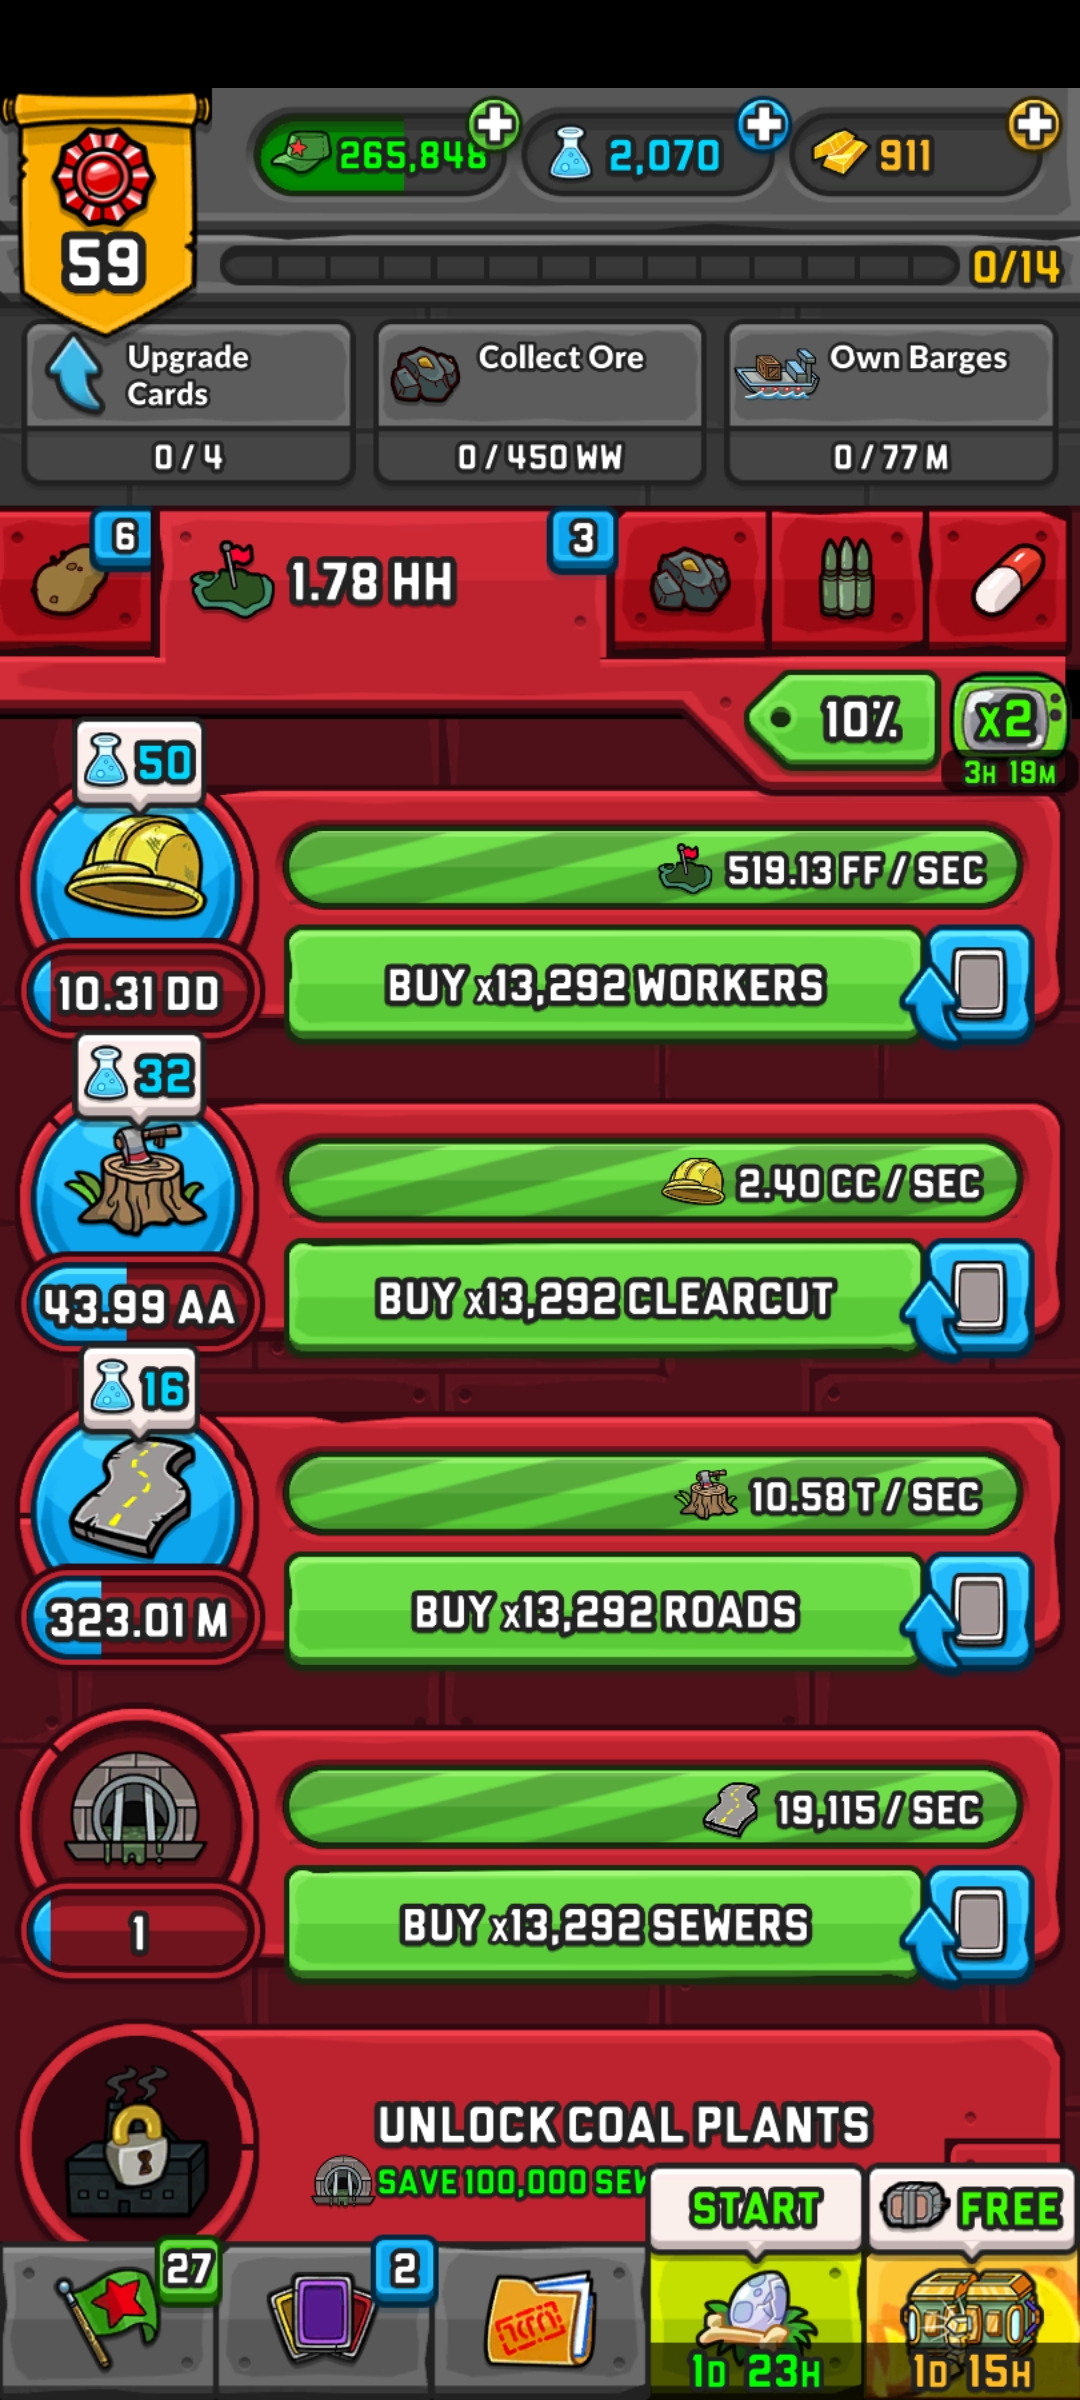 265,848
2,070
911
59
0/14
Upgrade Cards
Collect Ore
Own Barges
0 / 4
0 / 450 WW
0 / 77 M
6
1.78 HH
3
10%
x2
3H 19M
50
519.13 FF / SEC
10.31 DD
BUY x13,292 WORKERS
32
2.40 CC / SEC
43.99 AA
BUY x13,292 CLEARCUT
16
10.58 T / SEC
323.01 M
BUY x13,292 ROADS
19,115 / SEC
1
BUY x13,292 SEWERS
UNLOCK COAL PLANTS
SAVE 100,000
START
FREE
27
2
1D 23H
1D 15H